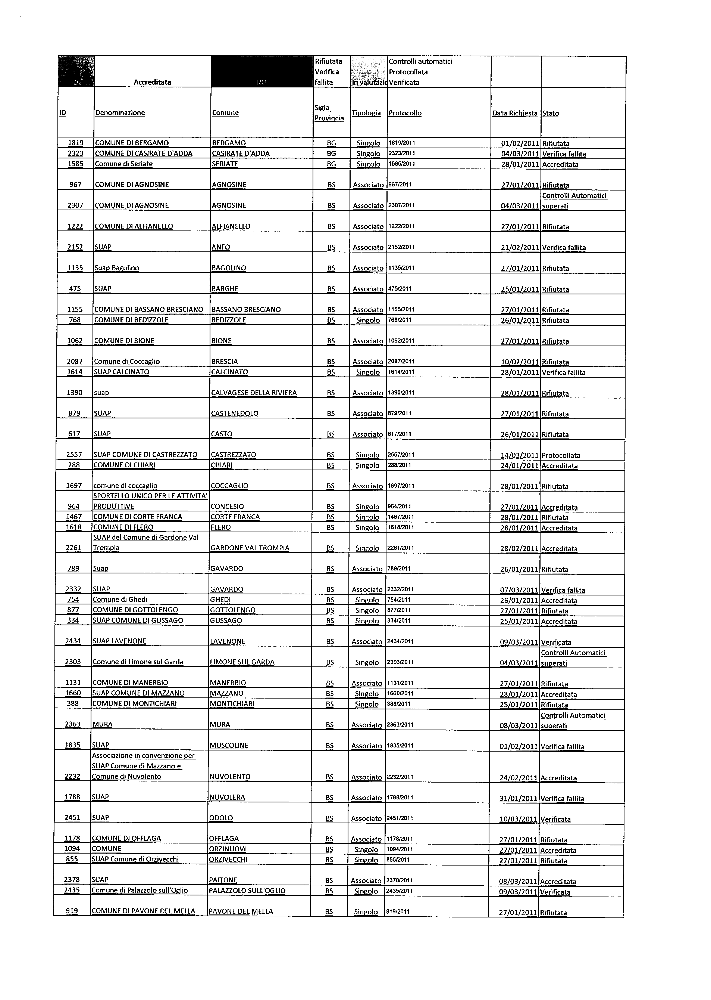 OK Accreditata NO Rifiutata Verifica fallita In valutazic Controlli automatici Protocollata Verificata
ID Denominazione Comune Sigla Provincia Tipologia Protocollo Data Richiesta Stato
1819 COMUNE DI BERGAMO BERGAMO BG Singolo 1819/2011 01/02/2011 Rifiutata
2323 COMUNE DI CASIRATE D'ADDA CASIRATE D'ADDA BG Singolo 2323/2011 04/03/2011 Verifica fallita
1585 Comune di Seriate SERIATE BG Singolo 1585/2011 28/01/2011 Accreditata
967 COMUNE DI AGNOSINE AGNOSINE BS Associato 967/2011 27/01/2011 Rifiutata
2307 COMUNE DI AGNOSINE AGNOSINE BS Associato 2307/2011 04/03/2011 Controlli Automatici superati
1222 COMUNE DI ALFIANELLO ALFIANELLO BS Associato 1222/2011 27/01/2011 Rifiutata
2152 SUAP ANFO BS Associato 2152/2011 21/02/2011 Verifica fallita
1135 Suap Bagolino BAGOLINO BS Associato 1135/2011 27/01/2011 Rifiutata
475 SUAP BARGHE BS Associato 475/2011 25/01/2011 Rifiutata
1155 COMUNE DI BASSANO BRESCIANO BASSANO BRESCIANO BS Associato 1155/2011 27/01/2011 Rifiutata
768 COMUNE DI BEDIZZOLE BEDIZZOLE BS Singolo 768/2011 26/01/2011 Rifiutata
1062 COMUNE DI BIONE BIONE BS Associato 1062/2011 27/01/2011 Rifiutata
2087 Comune di Coccaglio BRESCIA BS Associato 2087/2011 10/02/2011 Rifiutata
1614 SUAP CALCINATO CALCINATO BS Singolo 1614/2011 28/01/2011 Verifica fallita
1390 suap CALVAGESE DELLA RIVIERA BS Associato 1390/2011 28/01/2011 Rifiutata
879 SUAP CASTENEDOLO BS Associato 879/2011 27/01/2011 Rifiutata
617 SUAP CASTO BS Associato 617/2011 26/01/2011 Rifiutata
2557 SUAP COMUNE DI CASTREZZATO CASTREZZATO BS Singolo 2557/2011 14/03/2011 Protocollata
288 COMUNE DI CHIARI CHIARI BS Singolo 288/2011 24/01/2011 Accreditata
1697 comune di coccaglio COCCAGLIO BS Associato 1697/2011 28/01/2011 Rifiutata
964 SPORTELLO UNICO PER LE ATTIVITA' PRODUTTIVE CONCESIO BS Singolo 964/2011 27/01/2011 Accreditata
1467 COMUNE DI CORTE FRANCA CORTE FRANCA BS Singolo 1467/2011 28/01/2011 Rifiutata
1618 COMUNE DI FLERO FLERO BS Singolo 1618/2011 28/01/2011 Accreditata
2261 SUAP del Comune di Gardone Val Trompia GARDONE VAL TROMPIA BS Singolo 2261/2011 28/02/2011 Accreditata
789 Suap GAVARDO BS Associato 789/2011 26/01/2011 Rifiutata
2332 SUAP GAVARDO BS Associato 2332/2011 07/03/2011 Verifica fallita
754 Comune di Ghedi GHEDI BS Singolo 754/2011 26/01/2011 Accreditata
877 COMUNE DI GOTTOLENGO GOTTOLENGO BS Singolo 877/2011 27/01/2011 Rifiutata
334 SUAP COMUNE DI GUSSAGO GUSSAGO BS Singolo 334/2011 25/01/2011 Accreditata
2434 SUAP LAVENONE LAVENONE BS Associato 2434/2011 09/03/2011 Verificata
2303 Comune di Limone sul Garda LIMONE SUL GARDA BS Singolo 2303/2011 04/03/2011 Controlli Automatici superati
1131 COMUNE DI MANERBIO MANERBIO BS Associato 1131/2011 27/01/2011 Rifiutata
1660 SUAP COMUNE DI MAZZANO MAZZANO BS Singolo 1660/2011 28/01/2011 Accreditata
388 COMUNE DI MONTICHIARI MONTICHIARI BS Singolo 388/2011 25/01/2011 Rifiutata
2363 MURA MURA BS Associato 2363/2011 08/03/2011 Controlli Automatici superati
1835 SUAP MUSCOLINE BS Associato 1835/2011 01/02/2011 Verifica fallita
2232 Associazione in convenzione per SUAP Comune di Mazzano e Comune di Nuvolento NUVOLENTO BS Associato 2232/2011 24/02/2011 Accreditata
1788 SUAP NUVOLERA BS Associato 1788/2011 31/01/2011 Verifica fallita
2451 SUAP ODOLO BS Associato 2451/2011 10/03/2011 Verificata
1178 COMUNE DI OFFLAGA OFFLAGA BS Associato 1178/2011 27/01/2011 Rifiutata
1094 COMUNE ORZINUOVI BS Singolo 1094/2011 27/01/2011 Accreditata
855 SUAP Comune di Orzivecchi ORZIVECCHI BS Singolo 855/2011 27/01/2011 Rifiutata
2378 SUAP PAITONE BS Associato 2378/2011 08/03/2011 Accreditata
2435 Comune di Palazzolo sull'Oglio PALAZZOLO SULL'OGLIO BS Singolo 2435/2011 09/03/2011 Verificata
919 COMUNE DI PAVONE DEL MELLA PAVONE DEL MELLA BS Singolo 919/2011 27/01/2011 Rifiutata